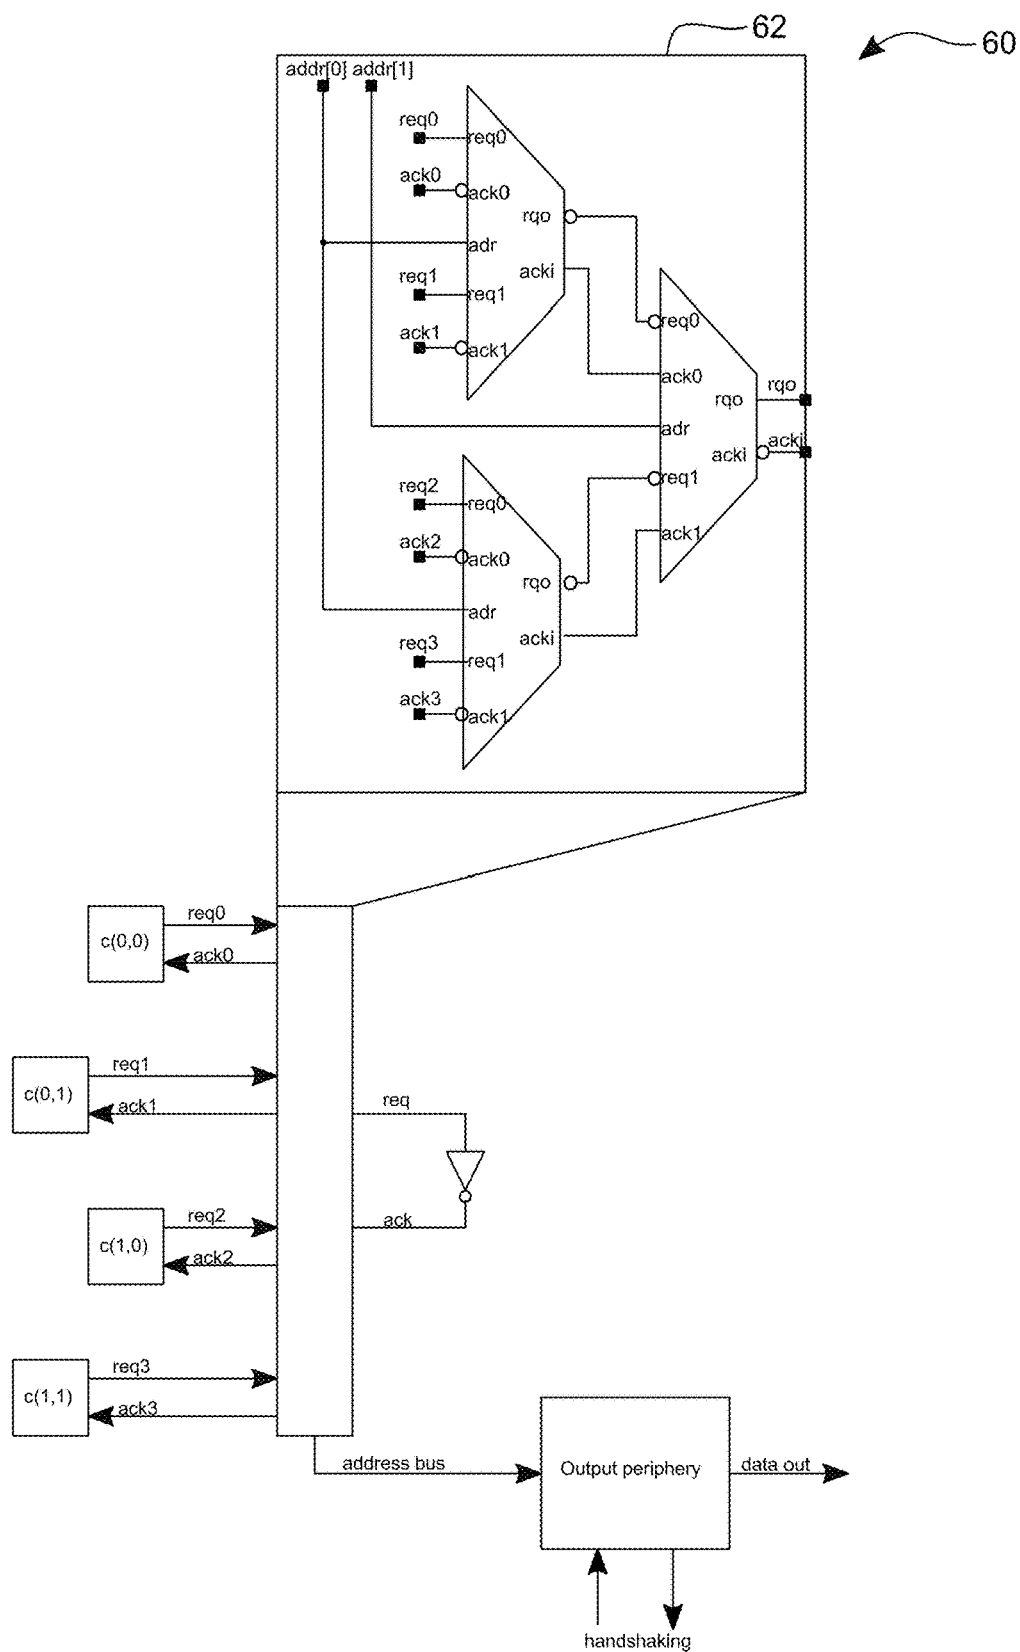 62
60
addr[0] addr[1]
req0
req0
ack0
ack0
rqo
adr
acki
req1
req1
ack1
ack1
req0
ack0
rqo
rqo
adr
acki
acki
req1
ack1
req2
req0
ack2
ack0
rqo
adr
acki
req3
req1
ack3
ack1
c(0,0)
req0
ack0
c(0,1)
req1
ack1
req
c(1,0)
req2
ack2
ack
c(1,1)
req3
ack3
address bus
Output periphery
data out
handshaking